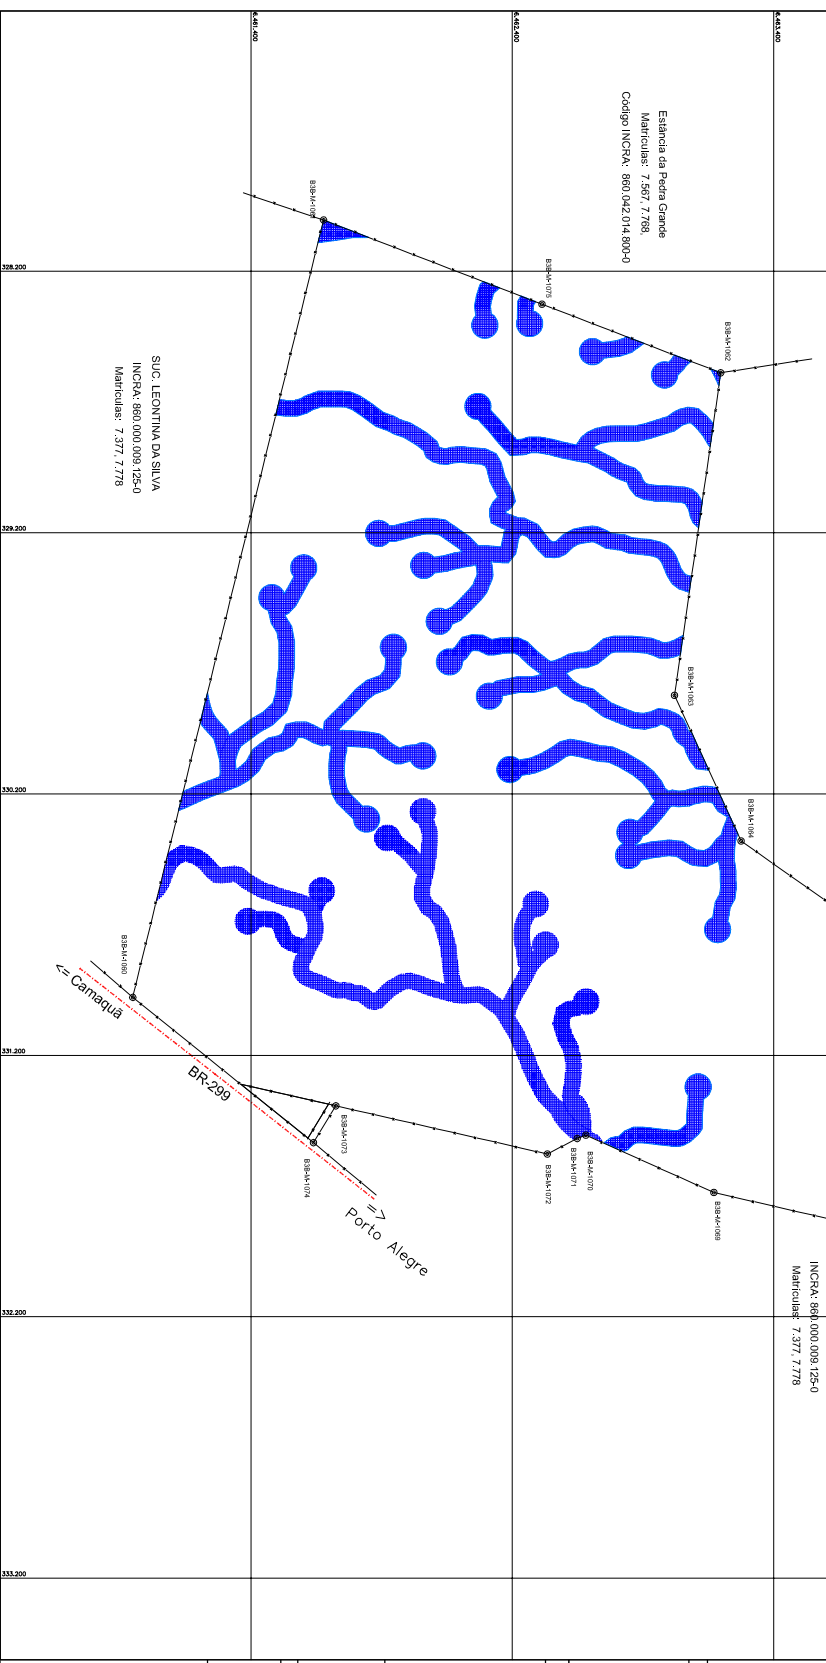 6.461.400
6.462.400
6.463.400
Estância da Pedra Grande
Matrículas: 7.567, 7.768,
Código INCRA: 860.042.014.800-0
B3B-M-1061
328.200
B3B-M-1075
B3B-M-1062
SUC. LEONTINA DA SILVA
INCRA: 860.000.009.125-0
Matrículas: 7.377, 7.778
329.200
B3B-M-1063
330.200
B3B-M-1064
B3B-M-1060
<= Camaquã
331.200
BR-299
B3B-M-1073
B3B-M-1074
B3B-M-1070
B3B-M-1071
B3B-M-1072
B3B-M-1069
=>
Porto Alegre
INCRA: 860.000.009.125-0
Matrículas: 7.377, 7.778
332.200
333.200